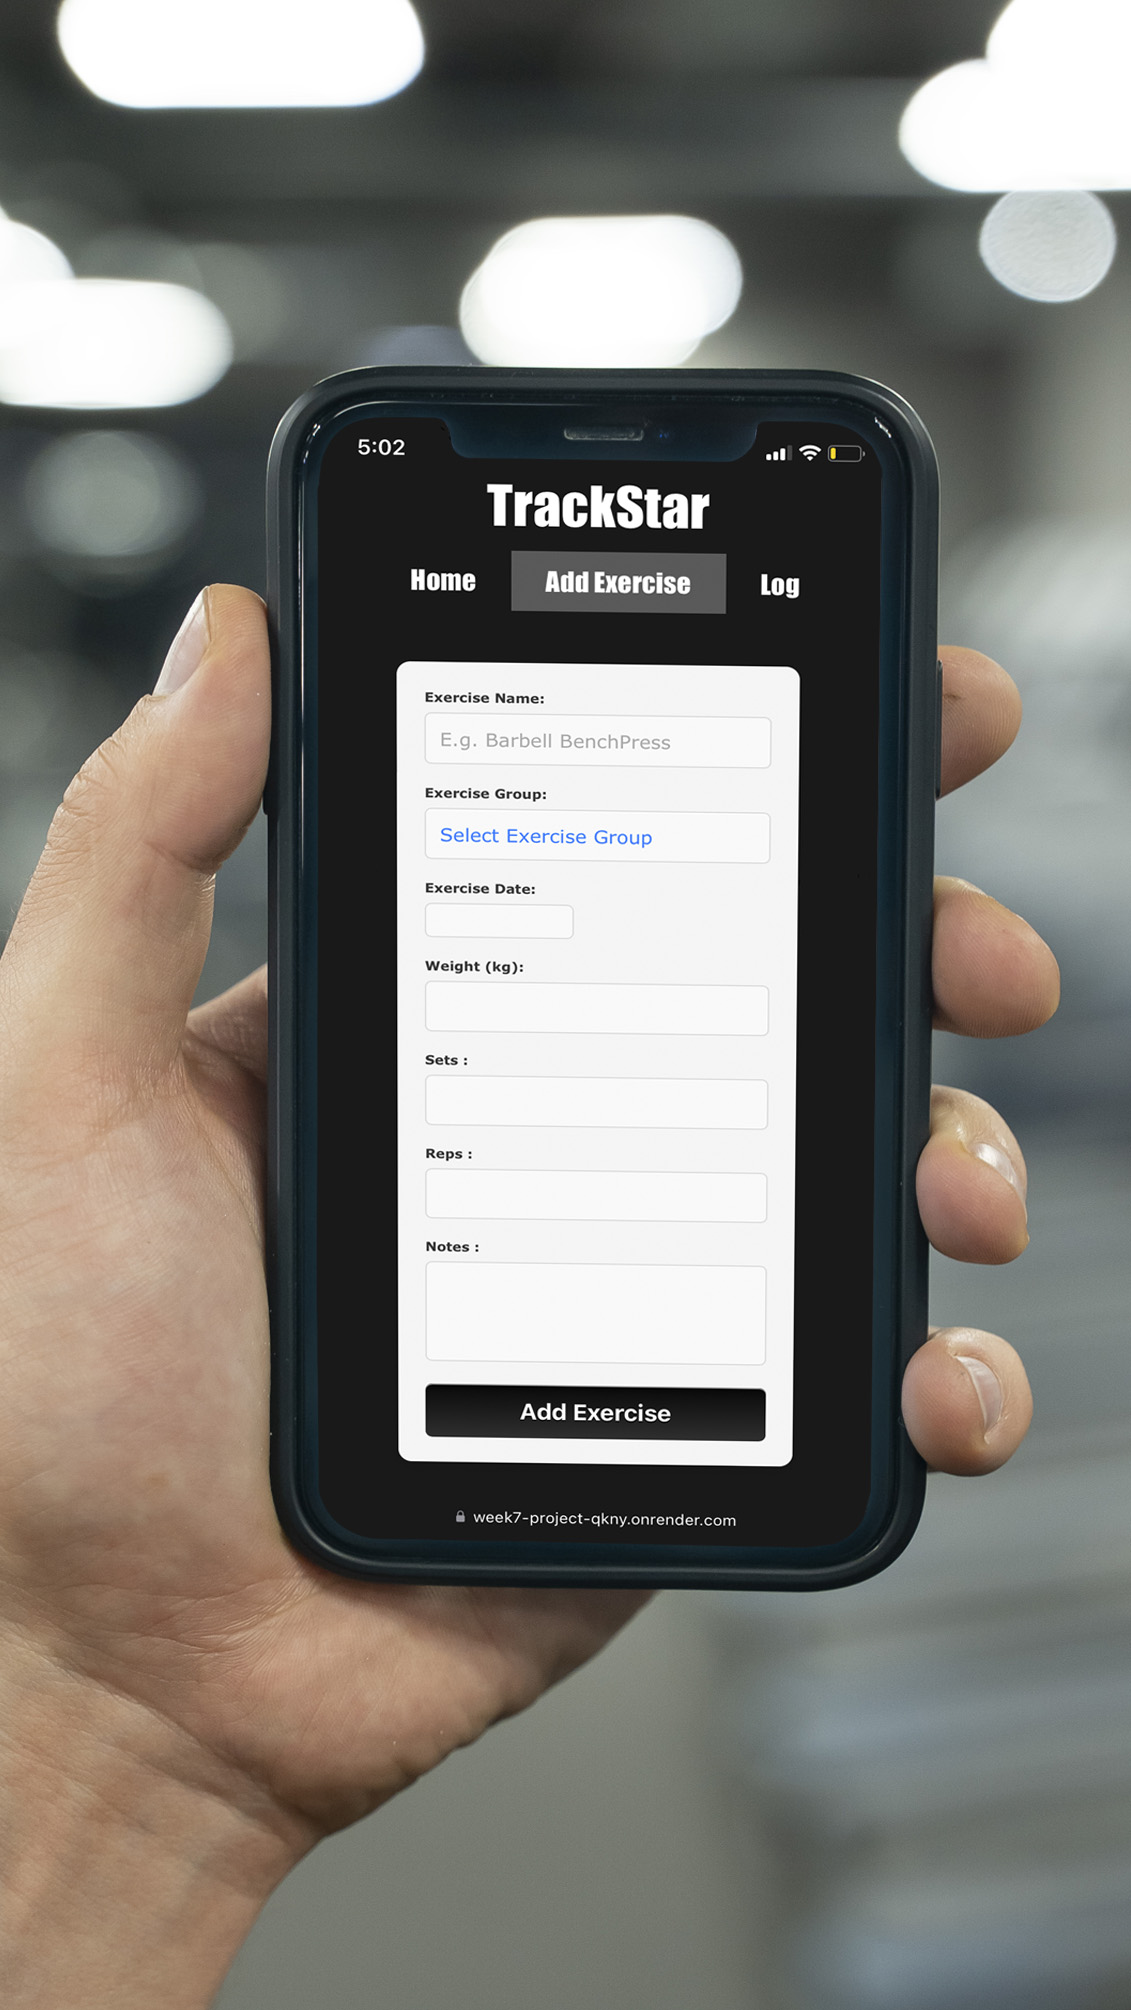 5:02
TrackStar
Home Add Exercise Log
Exercise Name:
E.g. Barbell BenchPress
Exercise Group:
Select Exercise Group
Exercise Date:
Weight (kg):
Sets :
Reps :
Notes :
Add Exercise
week7-project-qkny.onrender.com